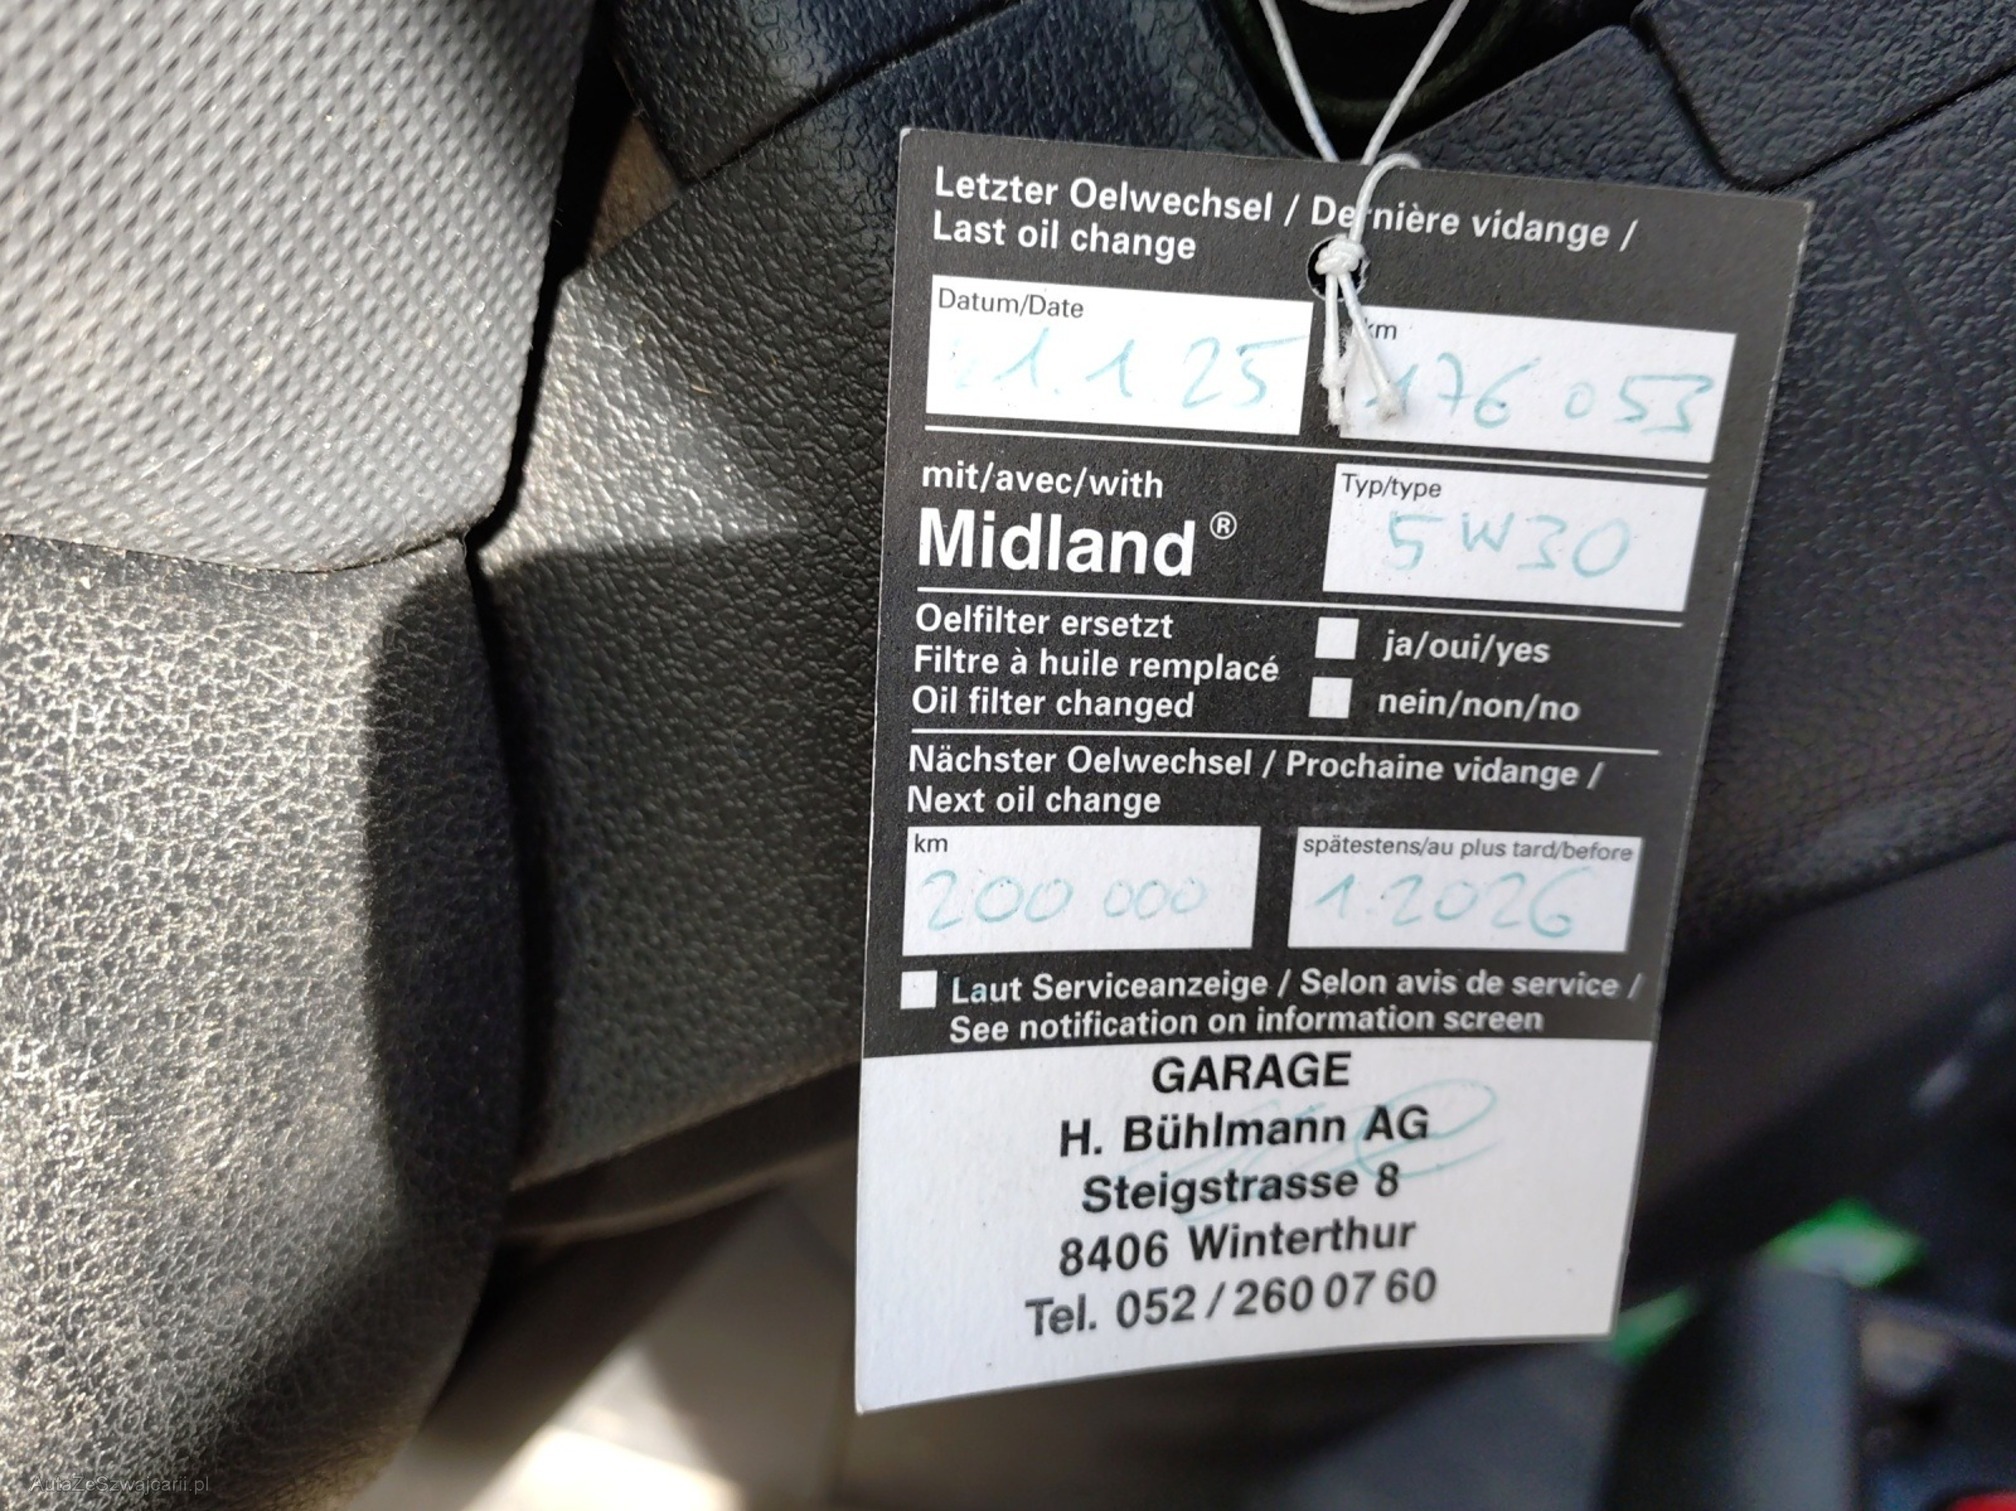 Letzter Oelwechsel / Dernière vidange /
Last oil change
Datum/Date
km
1.1 25
176 053
mit/avec/with
Typ/type
Midland®
5W30
Oelfilter ersetzt
ja/oui/yes
Filtre à huile remplacé
Oil filter changed
nein/non/no
Nächster Oelwechsel / Prochaine vidange /
Next oil change
km
spätestens/au plus tard/before
200 000
1.2026
Laut Serviceanzeige / Selon avis de service /
See notification on information screen
GARAGE
H. Bühlmann AG
Steigstrasse 8
8406 Winterthur
Tel. 052 / 260 07 60
AutaZeSzwajcarii.pl